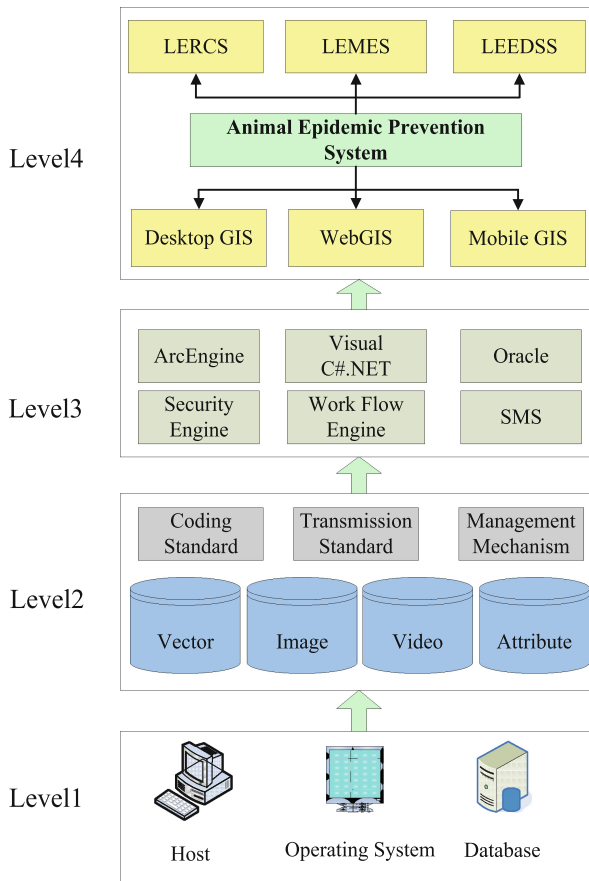 LERCS
LEMES
LEEDSS
Animal Epidemic Prevention
System
Level4
Desktop GIS
WebGIS
Mobile GIS
ArcEngine
Visual
C#.NET
Oracle
Level3
Security
Engine
Work Flow
Engine
SMS
Coding
Standard
Transmission
Standard
Management
Mechanism
Level2
Vector
Image
Video
Attribute
Level1
Host
Operating System
Database